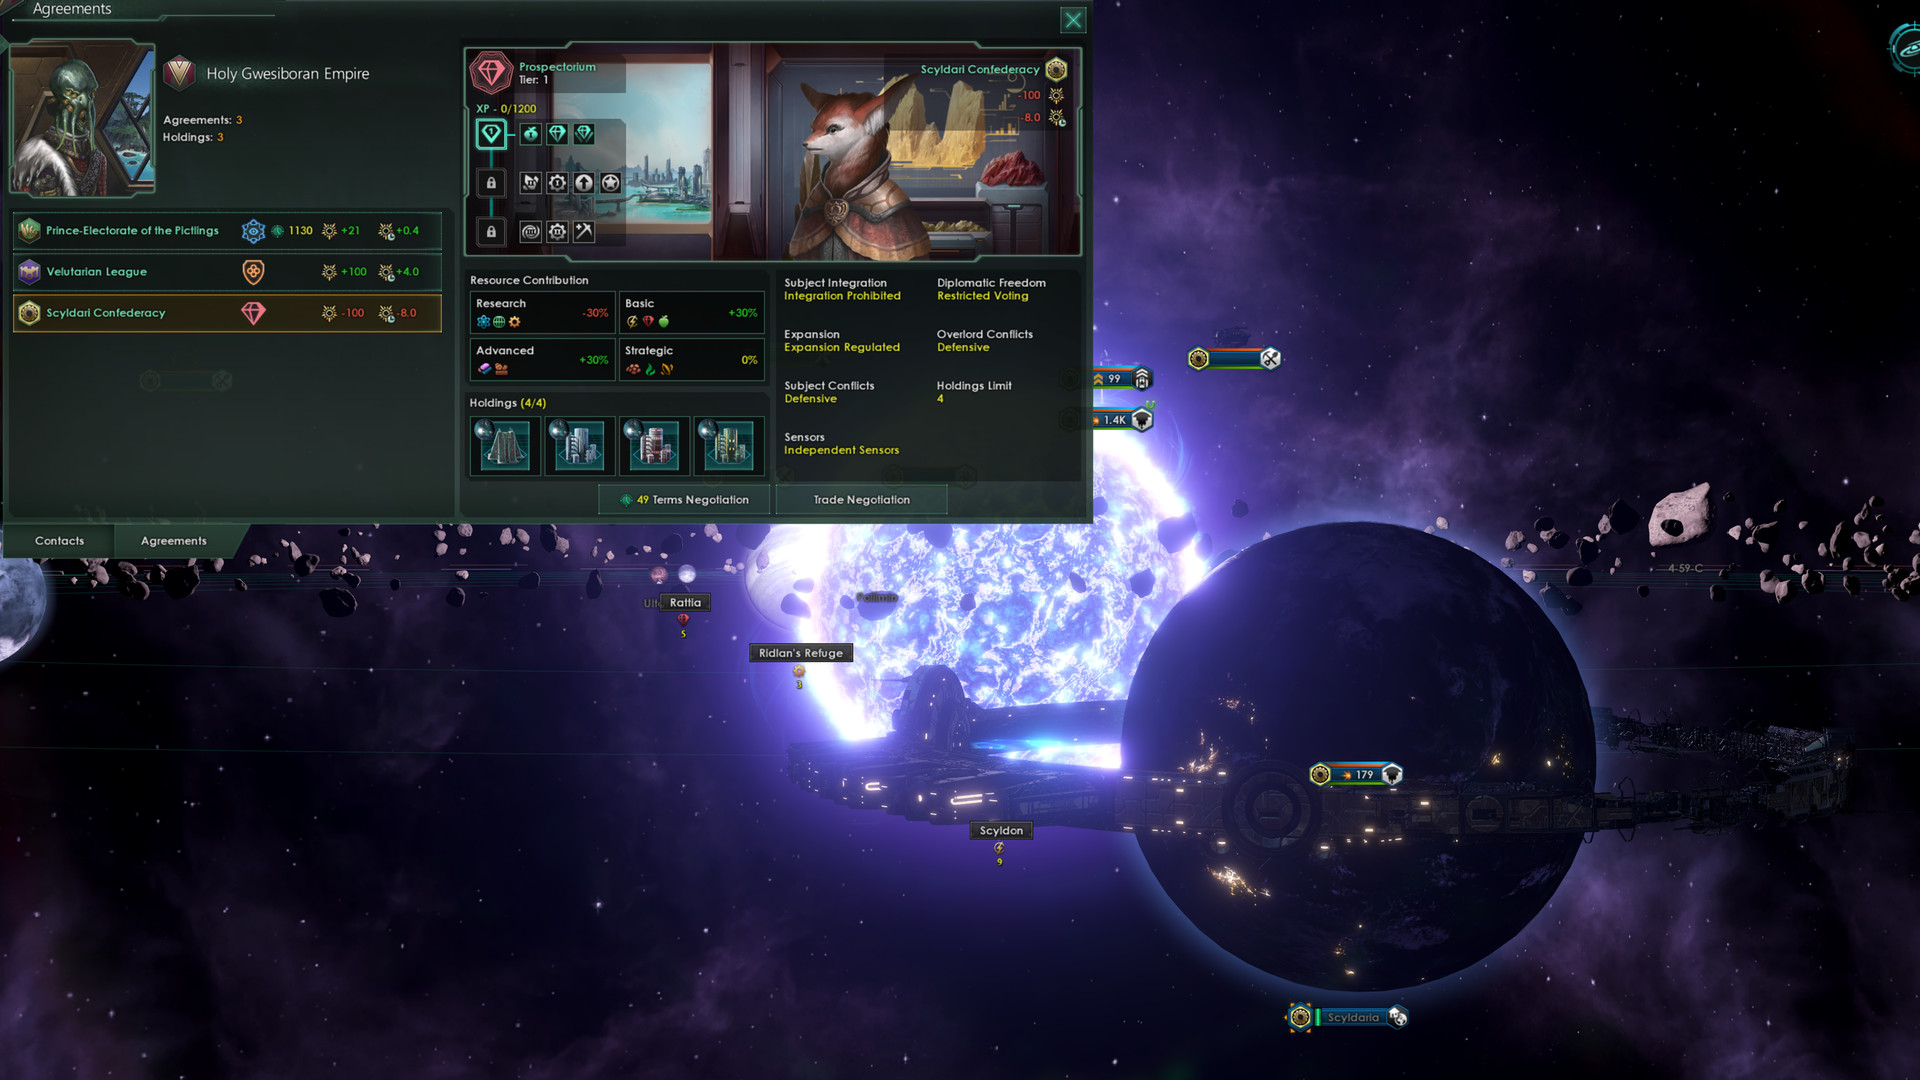 Agreements
Holy Gwesiboran Empire
Agreements: 3
Holdings: 3
Prince-Electorate of the Pictlings 1130 +21 +0.4
Velutarian League +100 +4.0
Scyldari Confederacy -100 -8.0
Prospectorium
Tier: 1
XP - 0/1200
Scyldari Confederacy
-100
-8.0
Resource Contribution
Research
-30%
Basic
+30%
Advanced
+30%
Strategic
0%
Holdings (4/4)
Subject Integration
Integration Prohibited
Diplomatic Freedom
Restricted Voting
Expansion
Expansion Regulated
Overlord Conflicts
Defensive
Subject Conflicts
Defensive
Holdings Limit
4
Sensors
Independent Sensors
49 Terms Negotiation
Trade Negotiation
Contacts
Agreements
99
1.4K
4-59-C
Rattia
5
Ridlan's Refuge
3
179
Scyldon
9
Scyldaria